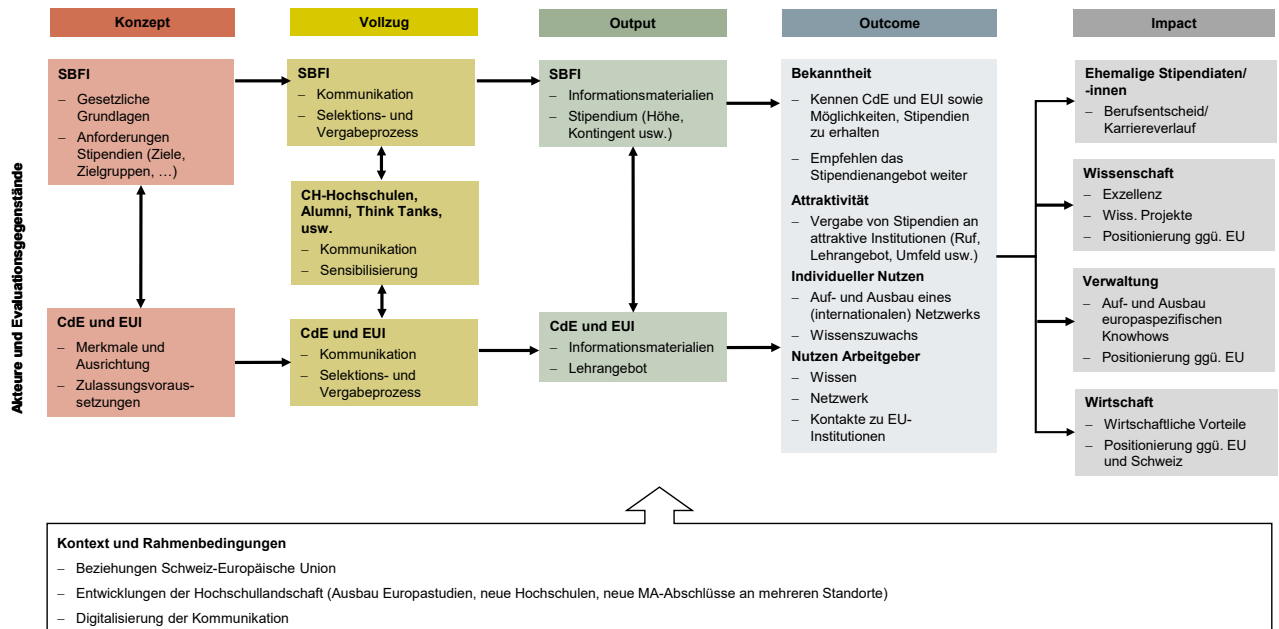 Konzept
Vollzug
Output
Outcome
Impact
Akteure und Evaluationsgegenstände
SBFI
– Gesetzliche
Grundlagen
– Anforderungen
Stipendien (Ziele,
Zielgruppen, …)
CdE und EUI
– Merkmale und
Ausrichtung
– Zulassungsvoraus-
setzungen
SBFI
– Kommunikation
– Selektions- und
Vergabeprozess
CH-Hochschulen,
Alumni, Think Tanks,
usw.
– Kommunikation
– Sensibilisierung
CdE und EUI
– Kommunikation
– Selektions- und
Vergabeprozess
SBFI
– Informationsmaterialien
– Stipendium (Höhe,
Kontingent usw.)
CdE und EUI
– Informationsmaterialien
– Lehrangebot
Bekanntheit
– Kennen CdE und EUI sowie
Möglichkeiten, Stipendien
zu erhalten
– Empfehlen das
Stipendienangebot weiter
Attraktivität
– Vergabe von Stipendien an
attraktive Institutionen (Ruf,
Lehrangebot, Umfeld usw.)
Individueller Nutzen
– Auf- und Ausbau eines
(internationalen) Netzwerks
– Wissenszuwachs
Nutzen Arbeitgeber
– Wissen
– Netzwerk
– Kontakte zu EU-
Institutionen
Ehemalige Stipendiaten/
-innen
– Berufsentscheid/
Karriereverlauf
Wissenschaft
– Exzellenz
– Wiss. Projekte
– Positionierung ggü. EU
Verwaltung
– Auf- und Ausbau
europaspezifischen
Knowhows
– Positionierung ggü. EU
Wirtschaft
– Wirtschaftliche Vorteile
– Positionierung ggü. EU
und Schweiz
Kontext und Rahmenbedingungen
– Beziehungen Schweiz-Europäische Union
– Entwicklungen der Hochschullandschaft (Ausbau Europastudien, neue Hochschulen, neue MA-Abschlüsse an mehreren Standorte)
– Digitalisierung der Kommunikation